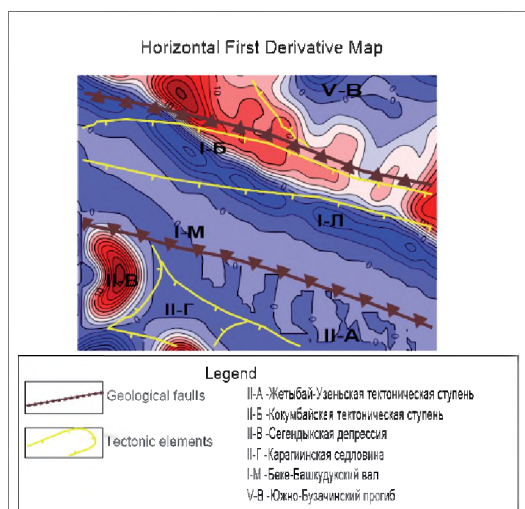 Horizontal First Derivative Map
V-В
I-Б
I-Л
I-М
II-В
II-Г
II-А
Legend
Geological faults
Tectonic elements
II-А -Жетыбай-Узеньская тектоническая ступень
II-Б -Кокумбайская тектоническая ступень
II-В -Сегендыкская депрессия
II-Г -Карагиинская седловина
I-М -Беке-Башкудукский вал
V-В -Южно-Бузачинский прогиб